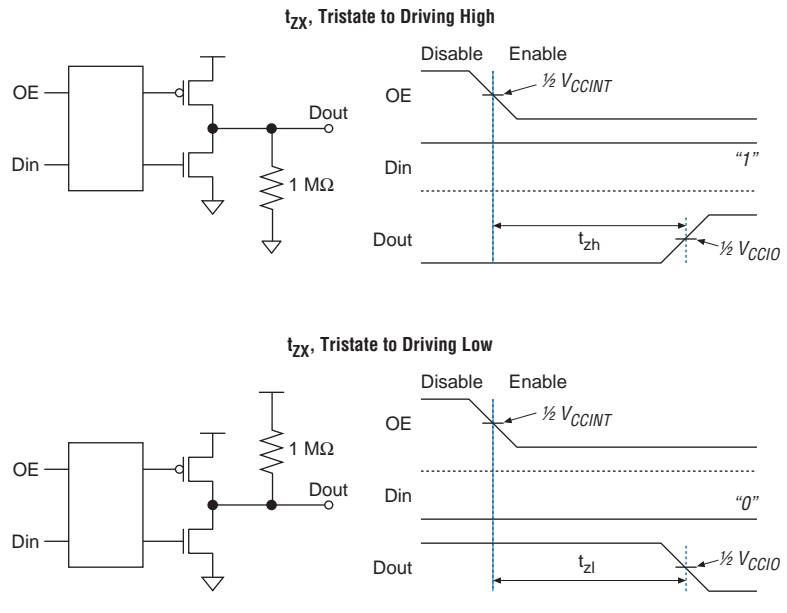 tZX, Tristate to Driving High
Disable Enable
OE
Din
Dout
1 MΩ
OE
½ VCCINT
Din
"1"
Dout
tzh
½ VCCIO
tZX, Tristate to Driving Low
Disable Enable
1 MΩ
OE
Din
Dout
OE
½ VCCINT
Din
"0"
Dout
tzl
½ VCCIO